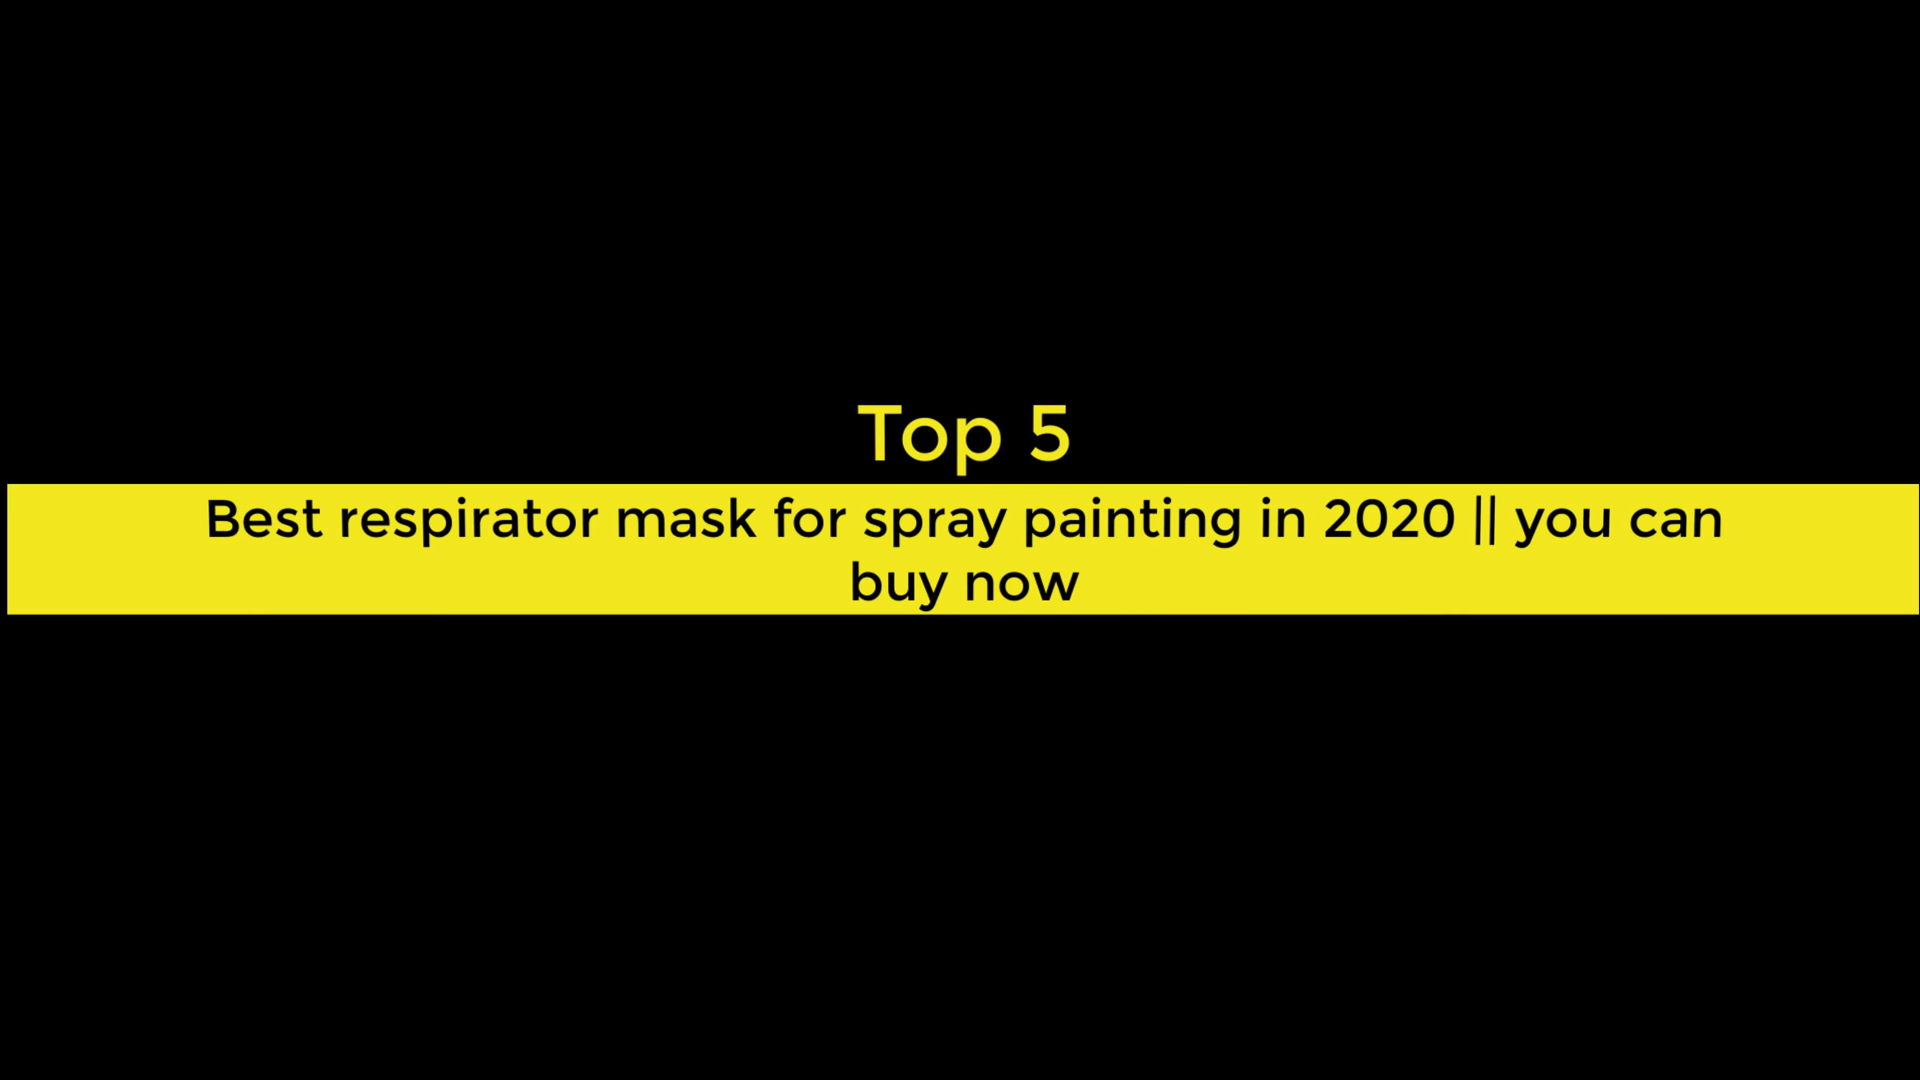 Top 5
Best respirator mask for spray painting in 2020 || you can
buy now